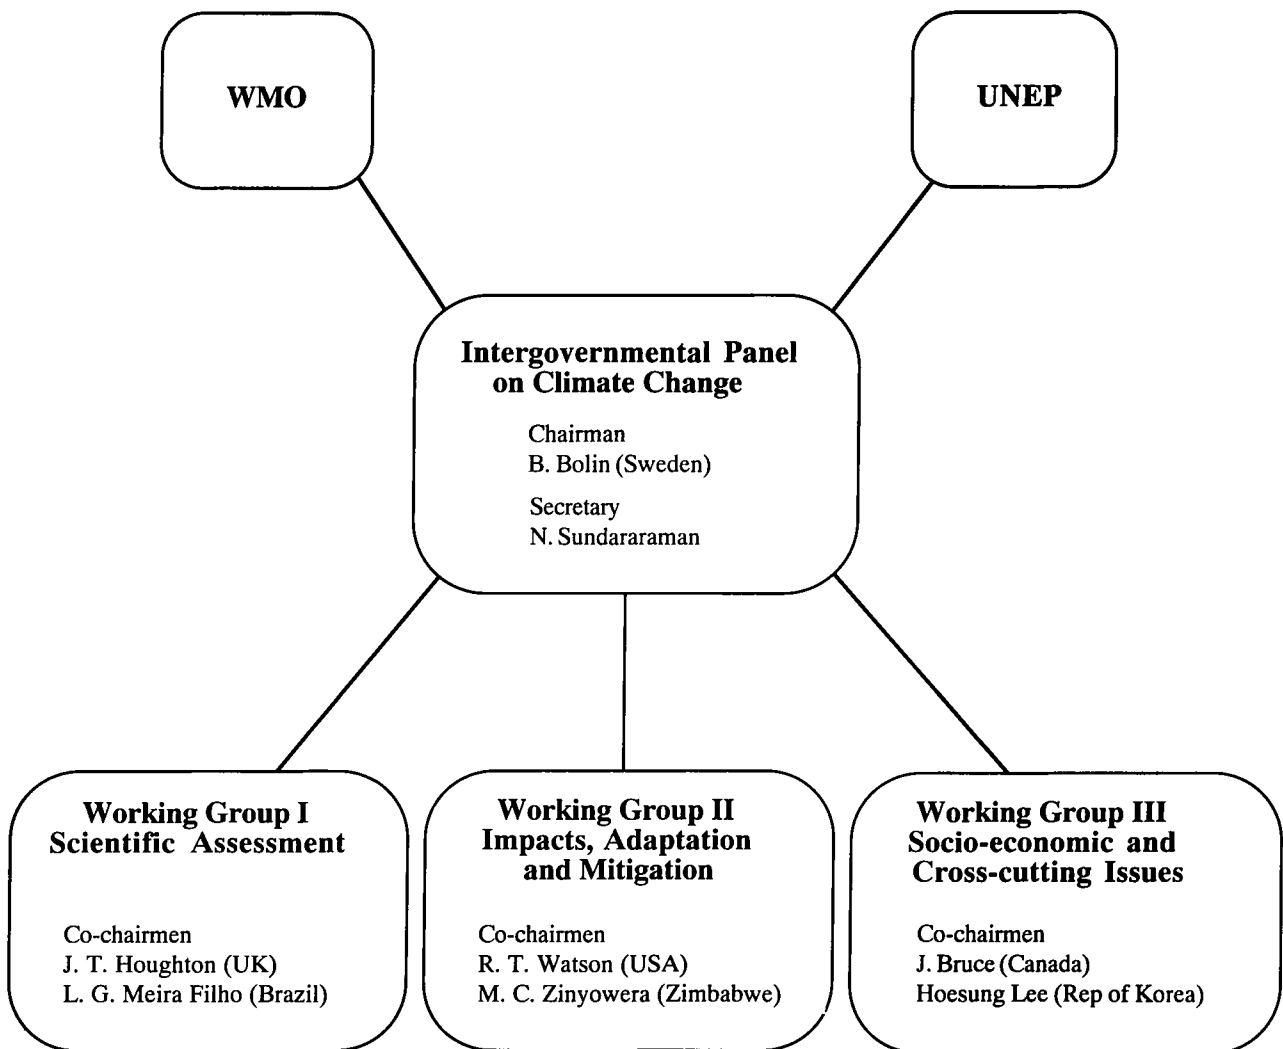 WMO
UNEP
Intergovernmental Panel
on Climate Change
Chairman
B. Bolin (Sweden)
Secretary
N. Sundararaman
Working Group I
Scientific Assessment
Co-chairmen
J. T. Houghton (UK)
L. G. Meira Filho (Brazil)
Working Group II
Impacts, Adaptation
and Mitigation
Co-chairmen
R. T. Watson (USA)
M. C. Zinyowera (Zimbabwe)
Working Group III
Socio-economic and
Cross-cutting Issues
Co-chairmen
J. Bruce (Canada)
Hoesung Lee (Rep of Korea)